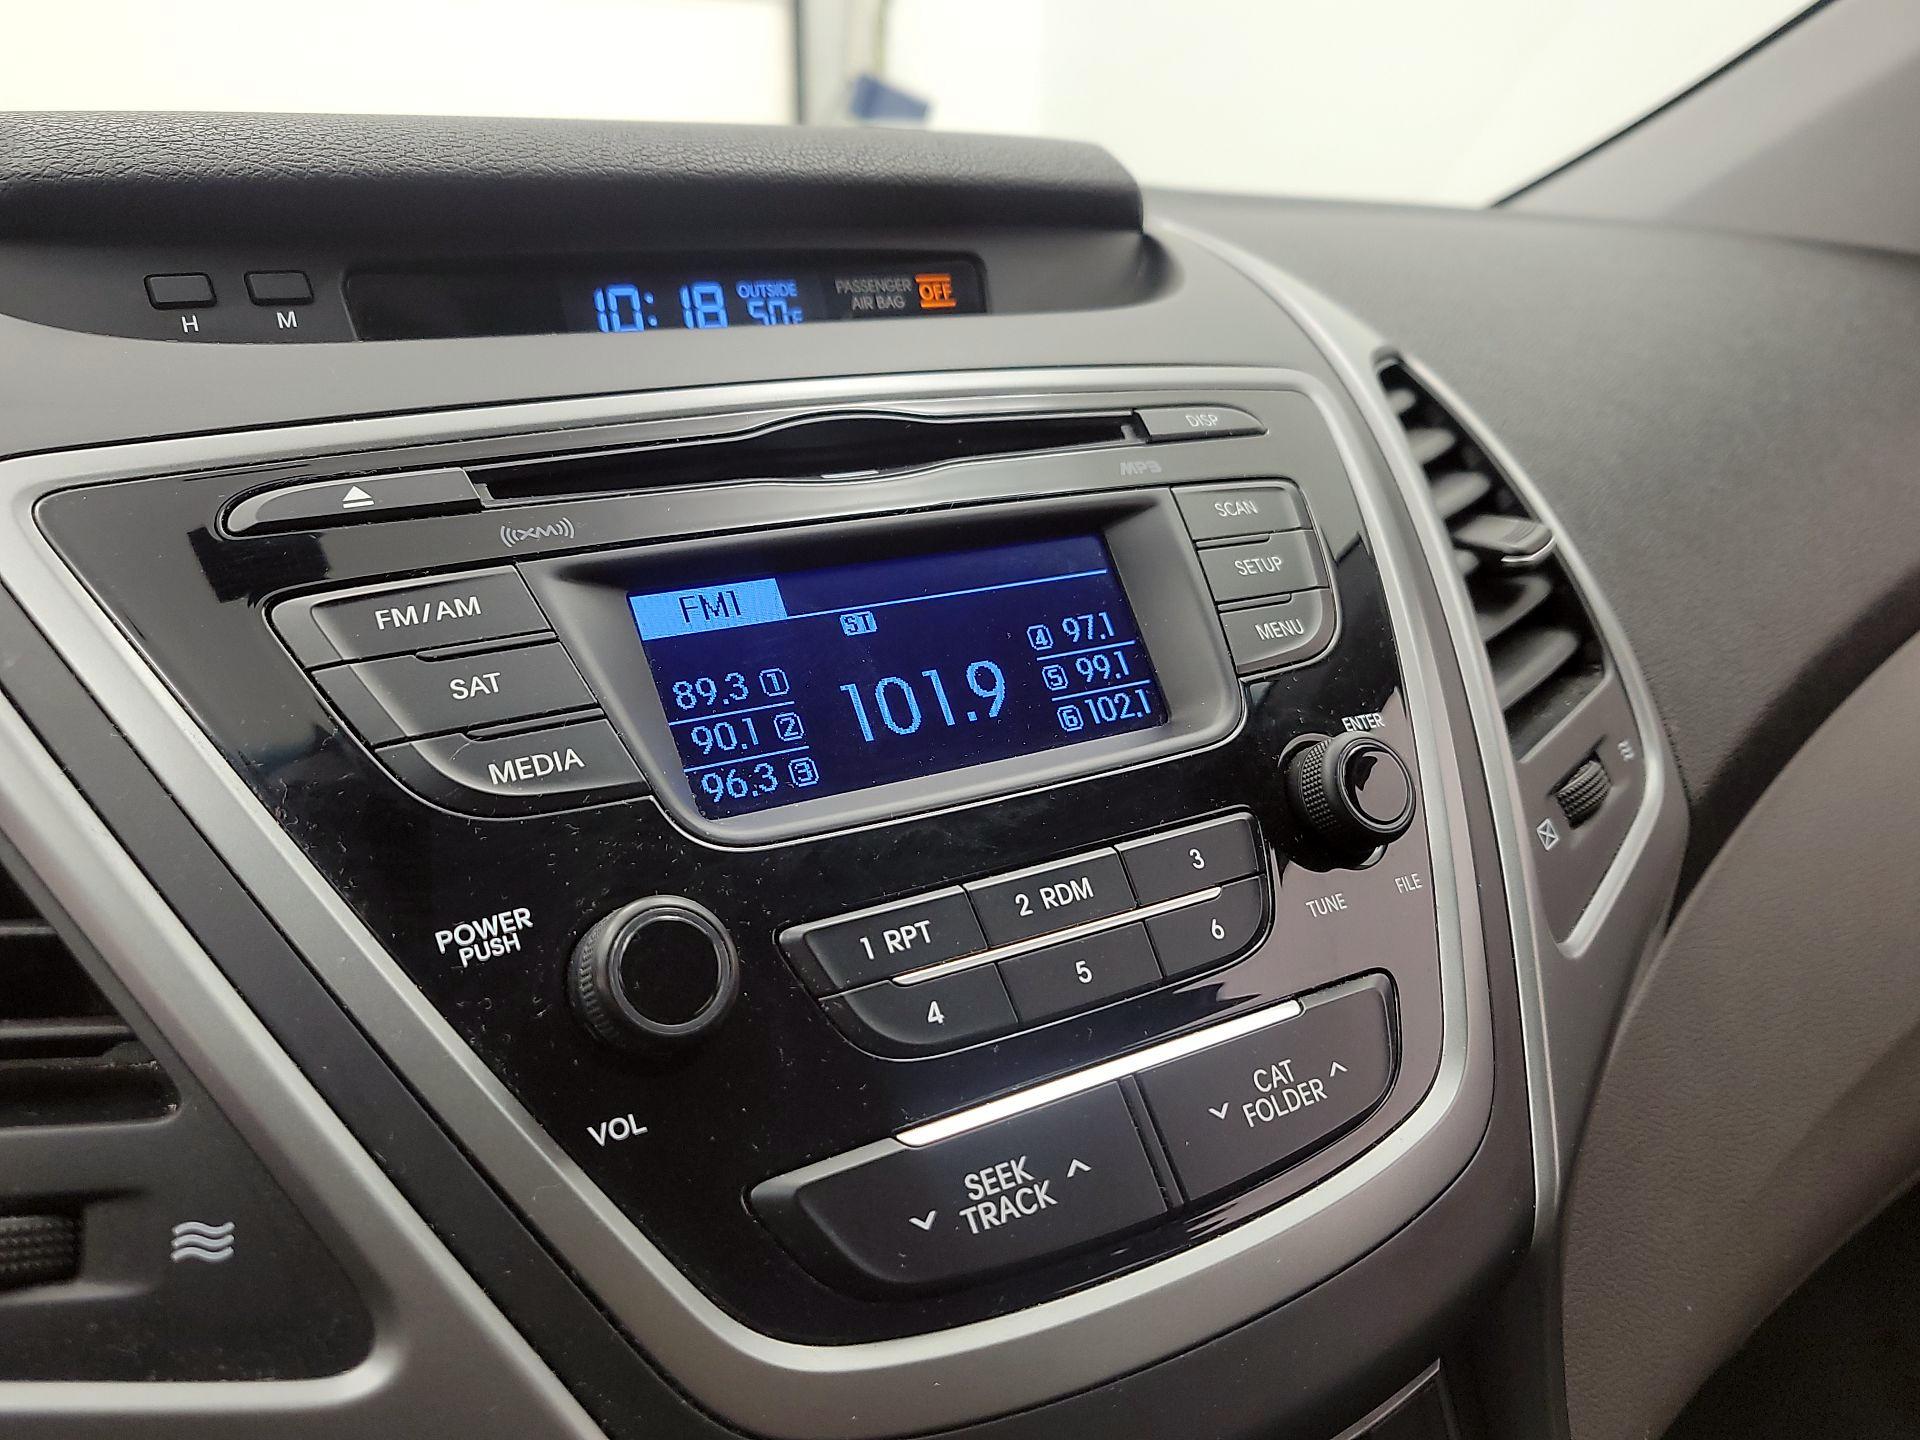 H
M
10:18
OUTSIDE
50°F
PASSENGER
AIR BAG
OFF
DISP
MP3
((XM))
FM/AM
SAT
MEDIA
SCAN
SETUP
MENU
FM1
ST
89.3 1
90.1 2
96.3 3
101.9
4 97.1
5 99.1
6 102.1
ENTER
TUNE
FILE
POWER
PUSH
VOL
1 RPT
2 RDM
3
4
5
6
SEEK
TRACK
CAT
FOLDER